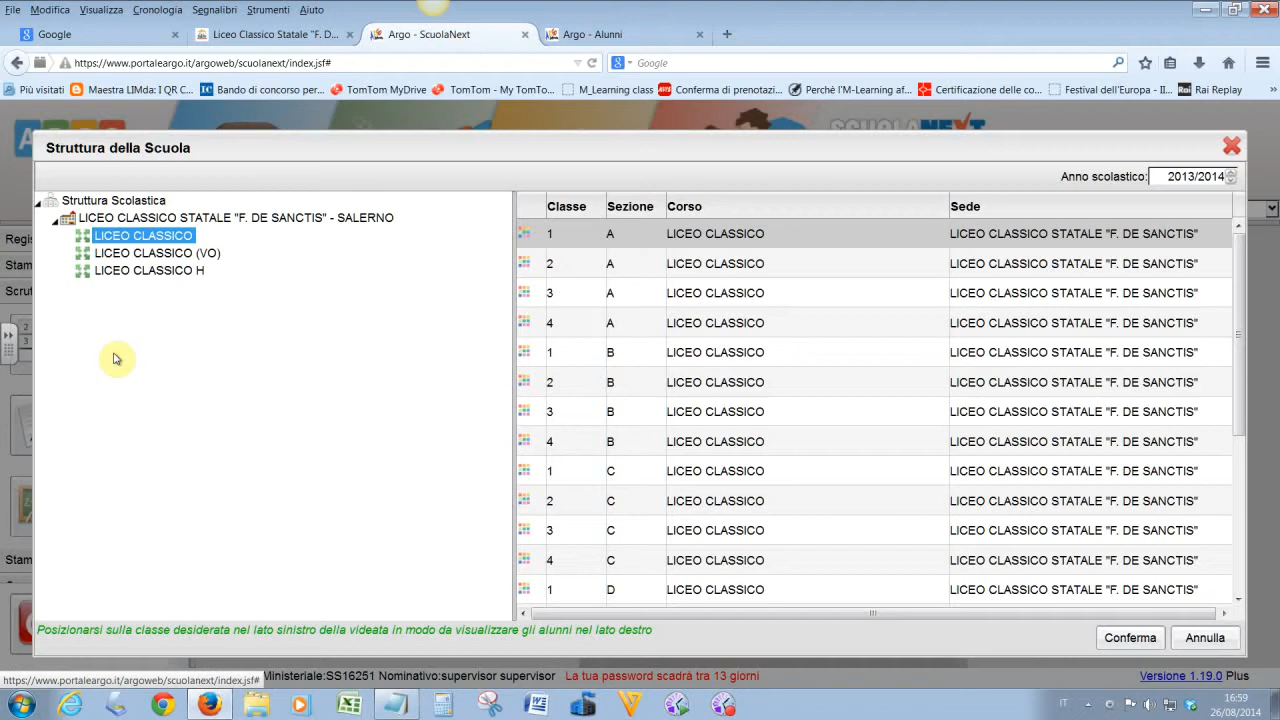 File Modifica Visualizza Cronologia Segnalibri Strumenti Aiuto
Google Liceo Classico Statale "F. D... Argo - ScuolaNext Argo - Alunni
https://www.portaleargo.it/argoweb/scuolanext/index.jsf# Google
Più visitati Maestra LIMda: I QR C... Bando di concorso per... TomTom MyDrive TomTom - My TomTo... M_Learning class Conferma di prenotazi... Perchè l'M-Learning af... Certificazione delle co... Festival dell'Europa - II... Rai Replay
Struttura della Scuola
Anno scolastico: 2013/2014
Struttura Scolastica
LICEO CLASSICO STATALE "F. DE SANCTIS" - SALERNO
LICEO CLASSICO
LICEO CLASSICO (VO)
LICEO CLASSICO H
Classe Sezione Corso Sede
1 A LICEO CLASSICO LICEO CLASSICO STATALE "F. DE SANCTIS"
2 A LICEO CLASSICO LICEO CLASSICO STATALE "F. DE SANCTIS"
3 A LICEO CLASSICO LICEO CLASSICO STATALE "F. DE SANCTIS"
4 A LICEO CLASSICO LICEO CLASSICO STATALE "F. DE SANCTIS"
1 B LICEO CLASSICO LICEO CLASSICO STATALE "F. DE SANCTIS"
2 B LICEO CLASSICO LICEO CLASSICO STATALE "F. DE SANCTIS"
3 B LICEO CLASSICO LICEO CLASSICO STATALE "F. DE SANCTIS"
4 B LICEO CLASSICO LICEO CLASSICO STATALE "F. DE SANCTIS"
1 C LICEO CLASSICO LICEO CLASSICO STATALE "F. DE SANCTIS"
2 C LICEO CLASSICO LICEO CLASSICO STATALE "F. DE SANCTIS"
3 C LICEO CLASSICO LICEO CLASSICO STATALE "F. DE SANCTIS"
4 C LICEO CLASSICO LICEO CLASSICO STATALE "F. DE SANCTIS"
1 D LICEO CLASSICO LICEO CLASSICO STATALE "F. DE SANCTIS"
Regis
Stam
Scrut
Stam
Posizionarsi sulla classe desiderata nel lato sinistro della videata in modo da visualizzare gli alunni nel lato destro
Conferma Annulla
https://www.portaleargo.it/argoweb/scuolanext/index.jsf# Ministeriale:SS16251 Nominativo:supervisor supervisor La tua password scadrà tra 13 giorni Versione 1.19.0 Plus
IT 16:59
26/08/2014